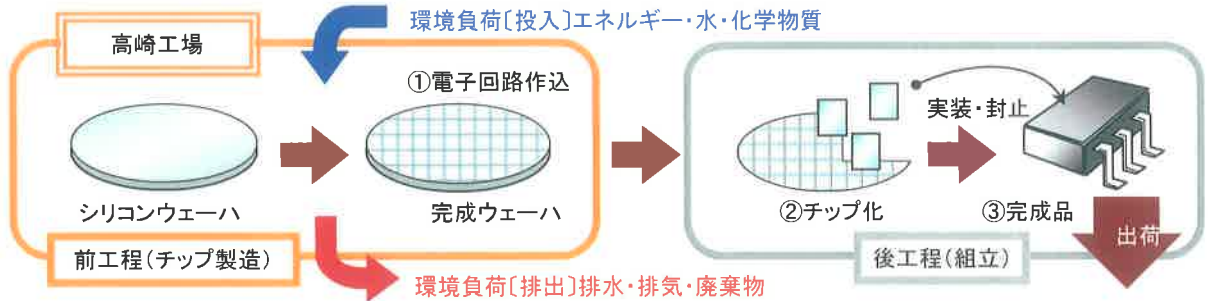 高崎工場
環境負荷〔投入〕エネルギー・水・化学物質
①電子回路作込
シリコンウェーハ
完成ウェーハ
前工程(チップ製造)
環境負荷〔排出〕排水・排気・廃棄物
実装・封止
②チップ化
③完成品
後工程(組立)
出荷